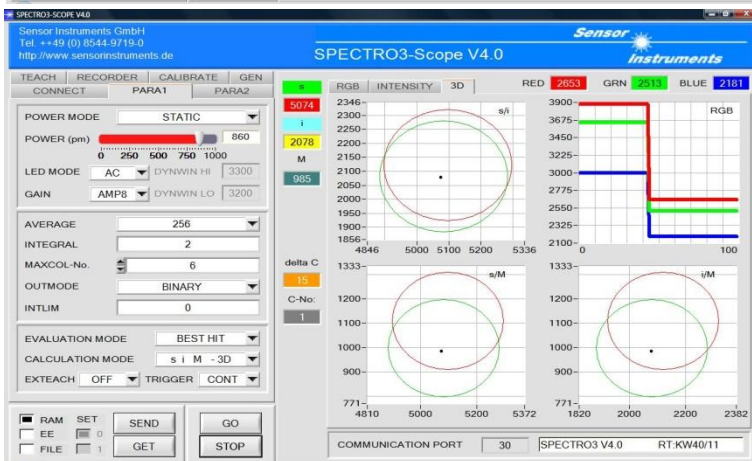 SPECTRO3-SCOPE V4.0
Sensor Instruments GmbH
Tel. ++49 (0) 8544-9719-0
http://www.sensorinstruments.de
SPECTRO3-Scope V4.0
Sensor
Instruments
TEACH RECORDER CALIBRATE GEN
CONNECT PARA1 PARA2
POWER MODE STATIC
POWER (pm) 860
0 250 500 750 1000
LED MODE AC DYNWIN HI 3300
GAIN AMP8 DYNWIN LO 3200
AVERAGE 256
INTEGRAL 2
MAXCOL-No. 6
OUTMODE BINARY
INTLIM 0
EVALUATION MODE BEST HIT
CALCULATION MODE s i M - 3D
EXTEACH OFF TRIGGER CONT
RAM SET
EE 0
FILE 1
SEND GO
GET STOP
s
5074
i
2078
M
985
delta C
15
C-No:
1
RGB INTENSITY 3D
RED 2653 GRN 2513 BLUE 2181
s/i
2346
2300
2250
2200
2150
2100
2050
2000
1950
1900
1856
4846 5000 5100 5200 5336
RGB
3900
3675
3450
3225
3000
2775
2550
2325
2100
0 100
s/M
1333
1200
1100
1000
900
771
4810 5000 5200 5372
i/M
1333
1200
1100
1000
900
771
1820 2000 2200 2382
COMMUNICATION PORT 30 SPECTRO3 V4.0 RT:KW40/11